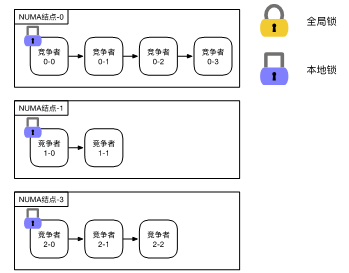 NUMA结点-0
竞争者
0-0
竞争者
0-1
竞争者
0-2
竞争者
0-3
全局锁
本地锁
NUMA结点-1
竞争者
1-0
竞争者
1-1
NUMA结点-3
竞争者
2-0
竞争者
2-1
竞争者
2-2